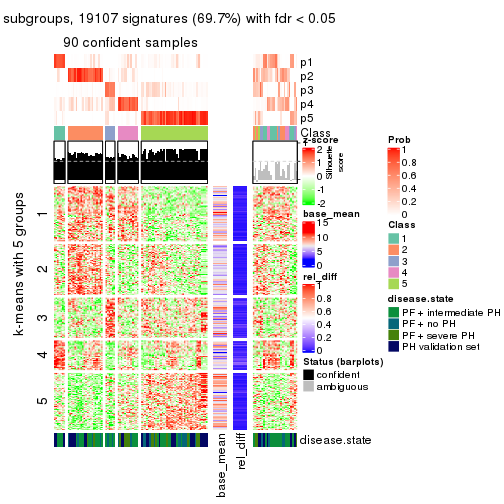 subgroups, 19107 signatures (69.7%) with fdr < 0.05
90 confident samples
p1
p2
p3
p4
p5
Class
Silhouette
score
k-means with 5 groups
1
2
3
4
5
base_mean
rel_diff
disease.state
z-score
2
1
0
-1
-2
base_mean
15
10
5
0
rel_diff
1
0.8
0.6
0.4
0.2
0
Status (barplots)
confident
ambiguous
Prob
1
0.8
0.6
0.4
0.2
0
Class
1
2
3
4
5
disease.state
PF + intermediate PH
PF + no PH
PF + severe PH
PH validation set